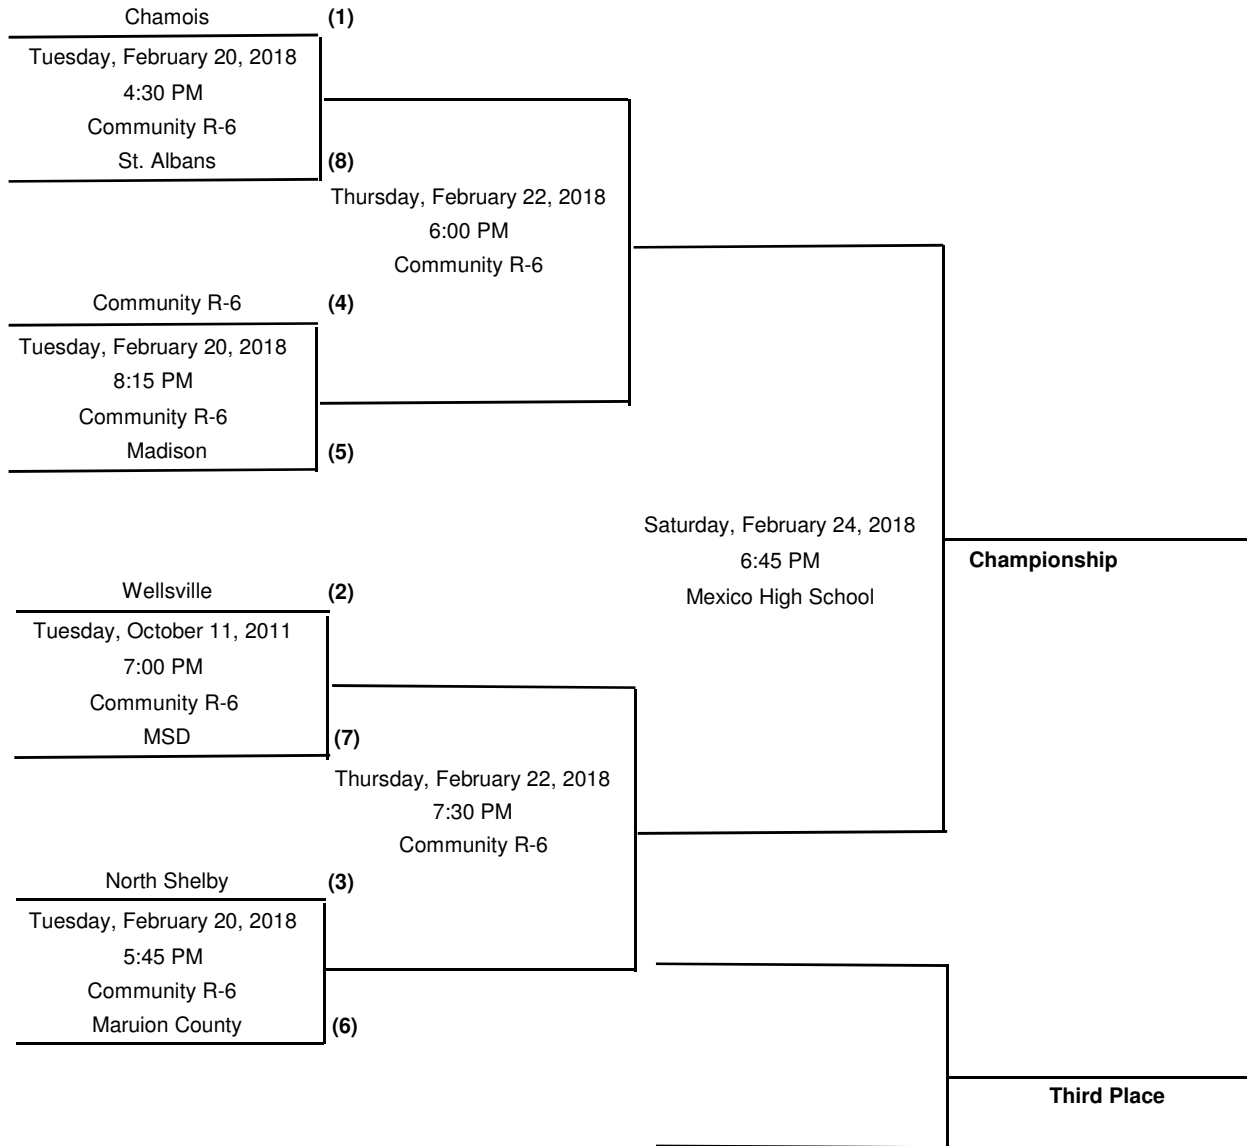 Chamois (1)
Tuesday, February 20, 2018
4:30 PM
Community R-6
St. Albans (8)
Thursday, February 22, 2018
6:00 PM
Community R-6
Community R-6 (4)
Tuesday, February 20, 2018
8:15 PM
Community R-6
Madison (5)
Saturday, February 24, 2018
6:45 PM
Mexico High School
Championship
Wellsville (2)
Tuesday, October 11, 2011
7:00 PM
Community R-6
MSD (7)
Thursday, February 22, 2018
7:30 PM
Community R-6
North Shelby (3)
Tuesday, February 20, 2018
5:45 PM
Community R-6
Maruion County (6)
Third Place